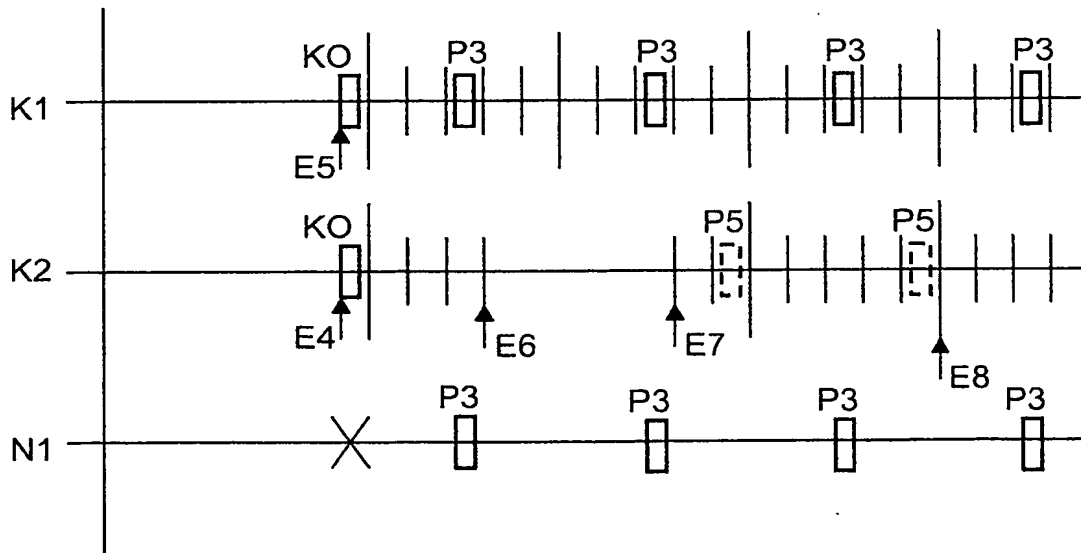 KO P3 P3 P3 P3
K1
E5
KO P5 P5
K2
E4 E6 E7 E8
P3 P3 P3 P3
N1